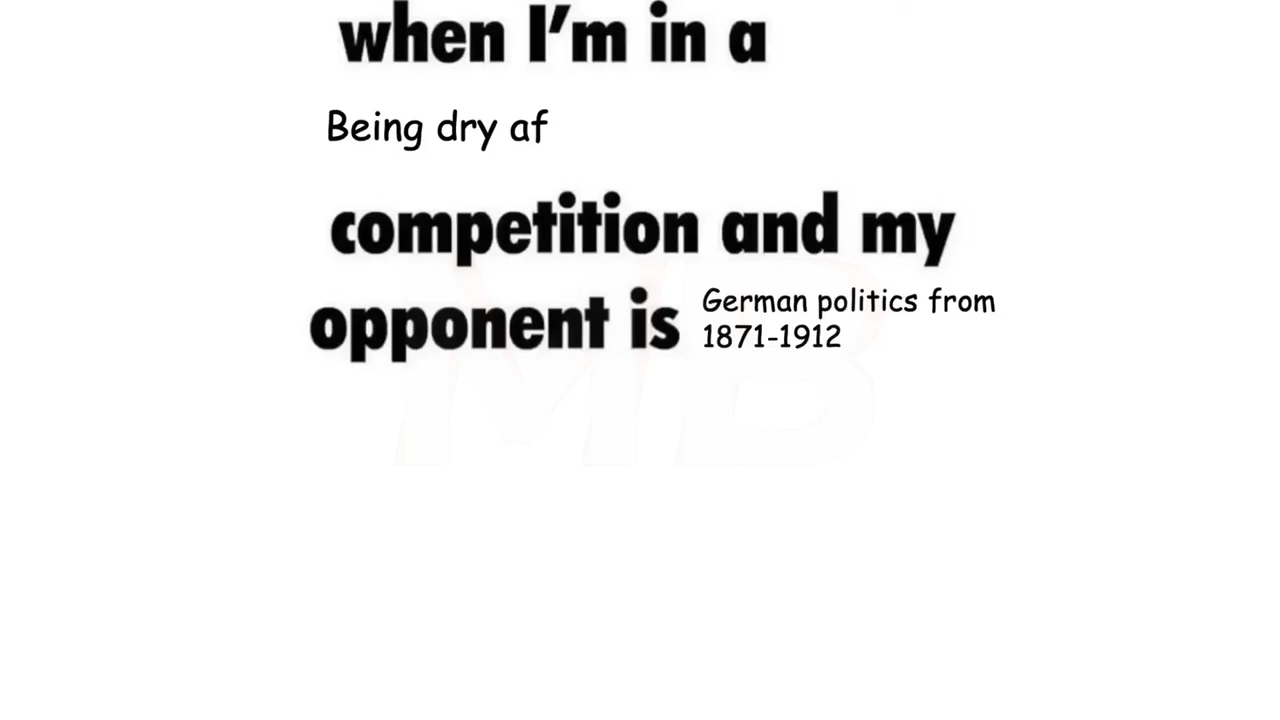 when I'm in a
Being dry af
competition and my
opponent is German politics from
1871-1912